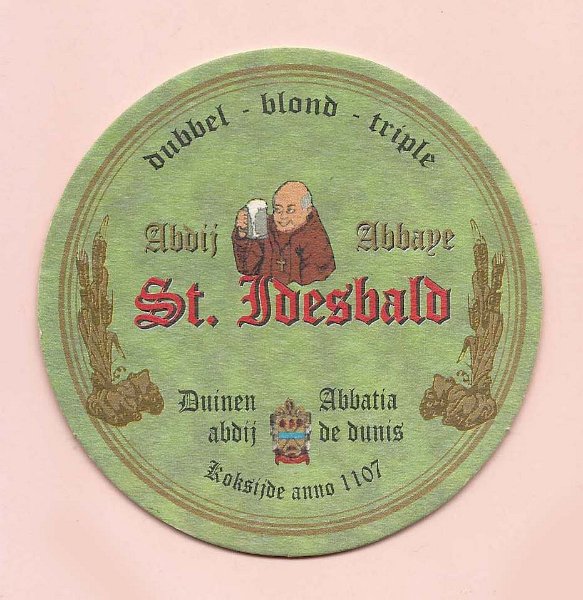 dubbel - blond - triple
Abdij Abbaye
St. Idesbald
Duinen Abbatia
abdij de dunis
Koksijde anno 1107